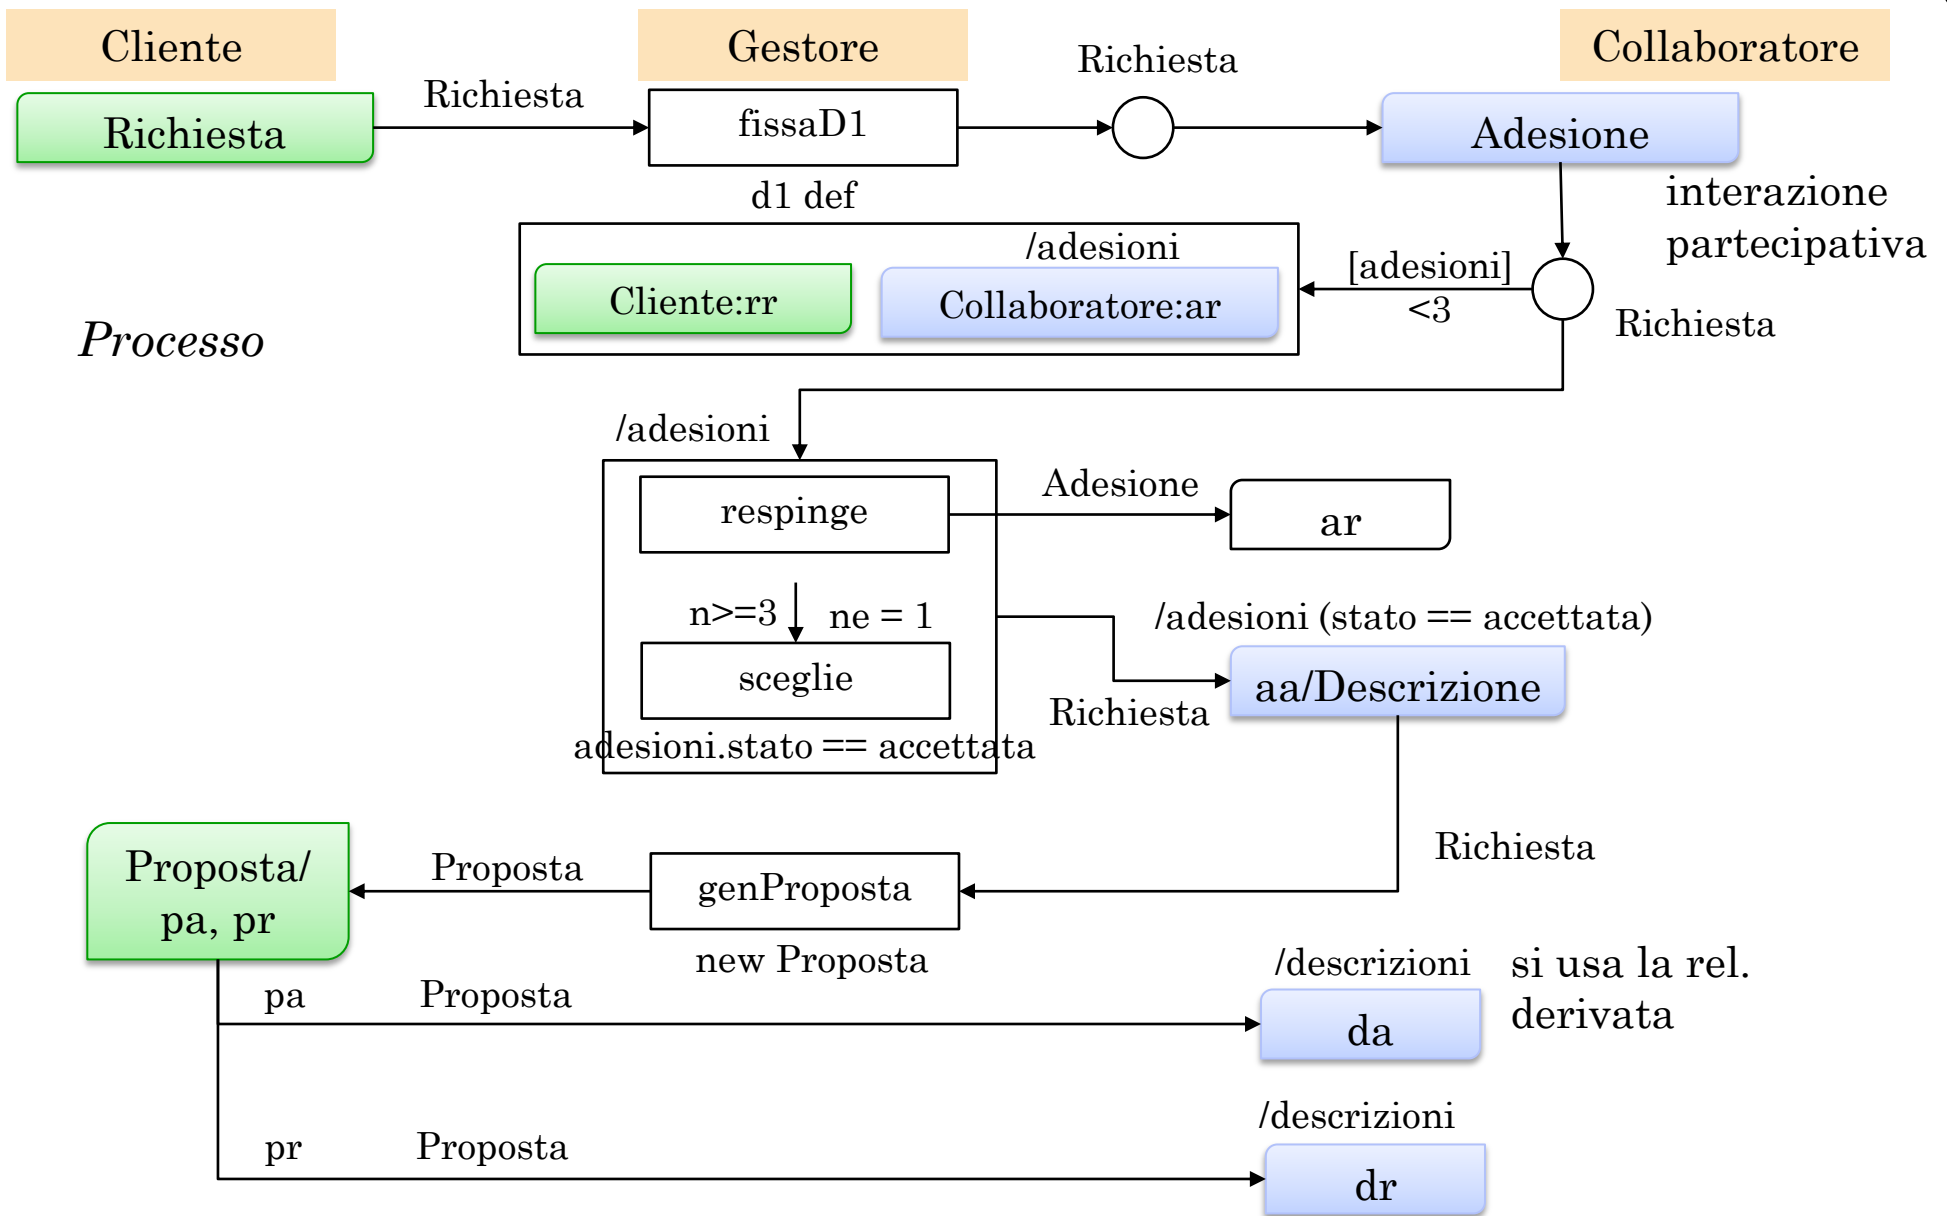 Cliente
Gestore
Collaboratore
Richiesta
Richiesta
fissaD1
Richiesta
Adesione
d1 def
interazione
partecipativa
/adesioni
Cliente:rr
Collaboratore:ar
[adesioni]
<3
Richiesta
Processo
/adesioni
respinge
Adesione
ar
n>=3
ne = 1
sceglie
adesioni.stato == accettata
/adesioni (stato == accettata)
aa/Descrizione
Richiesta
Richiesta
Proposta/
pa, pr
Proposta
genProposta
new Proposta
pa
Proposta
/descrizioni
da
si usa la rel.
derivata
pr
Proposta
/descrizioni
dr